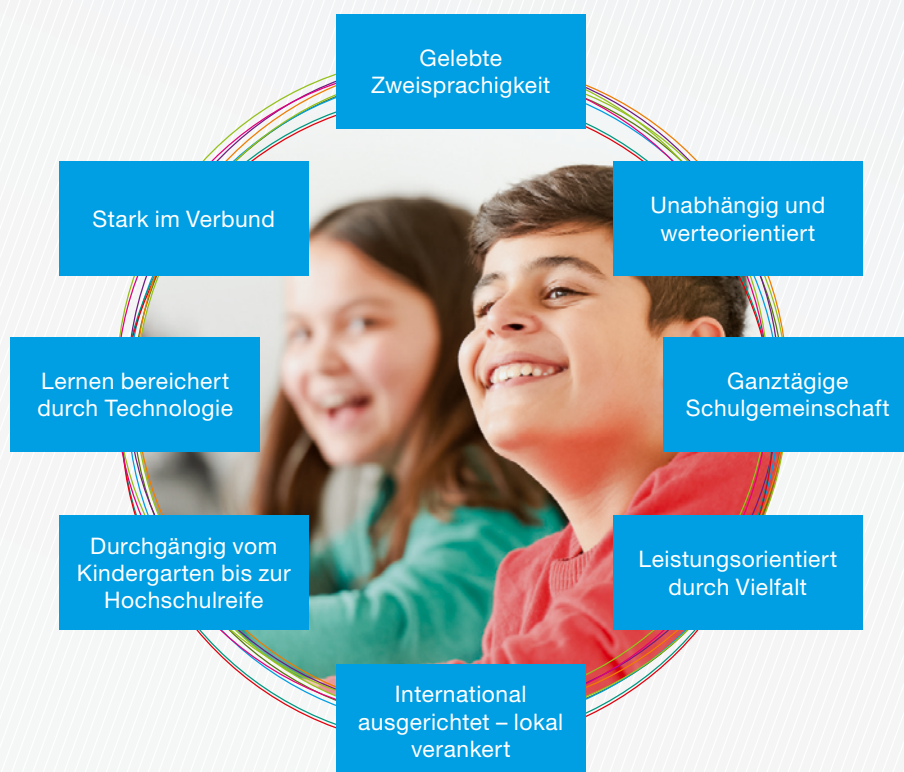 Gelebte
Zweisprachigkeit
Stark im Verbund
Unabhängig und
werteorientiert
Lernen bereichert
durch Technologie
Ganztägige
Schulgemeinschaft
Durchgängig vom
Kindergarten bis zur
Hochschulreife
Leistungsorientiert
durch Vielfalt
International
ausgerichtet – lokal
verankert